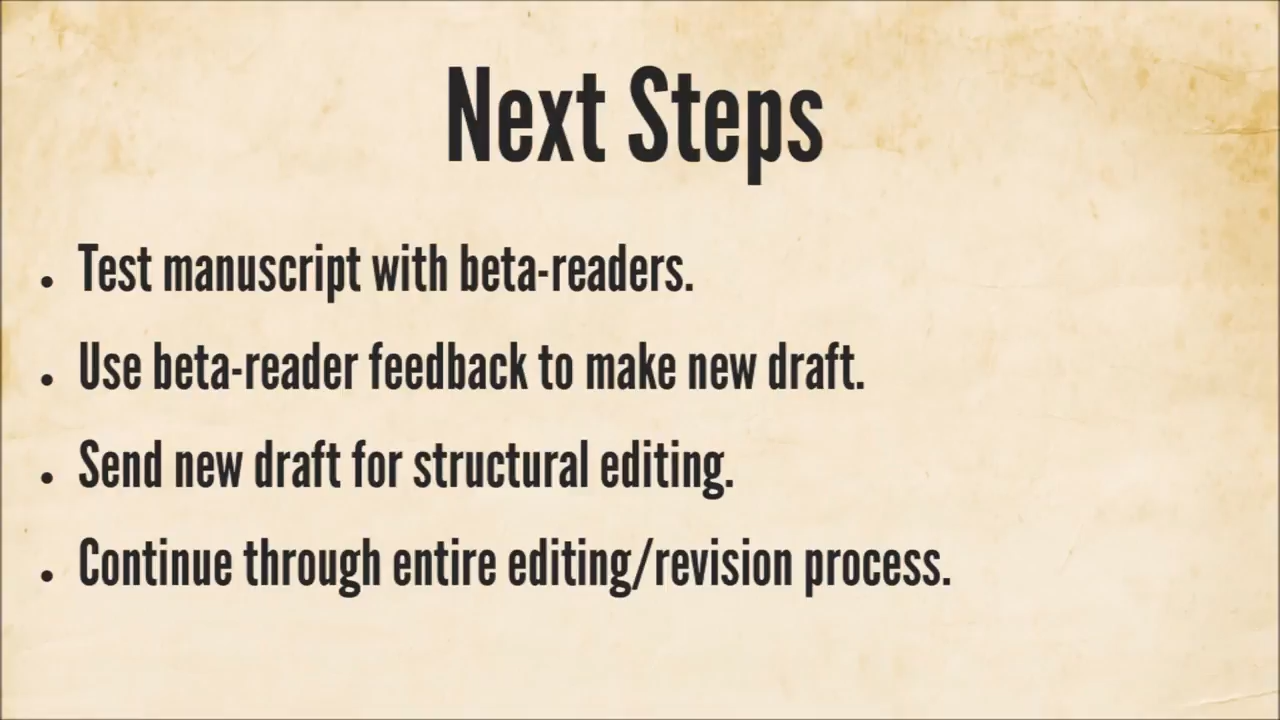 Next Steps
• Test manuscript with beta-readers.
• Use beta-reader feedback to make new draft.
• Send new draft for structural editing.
• Continue through entire editing/revision process.